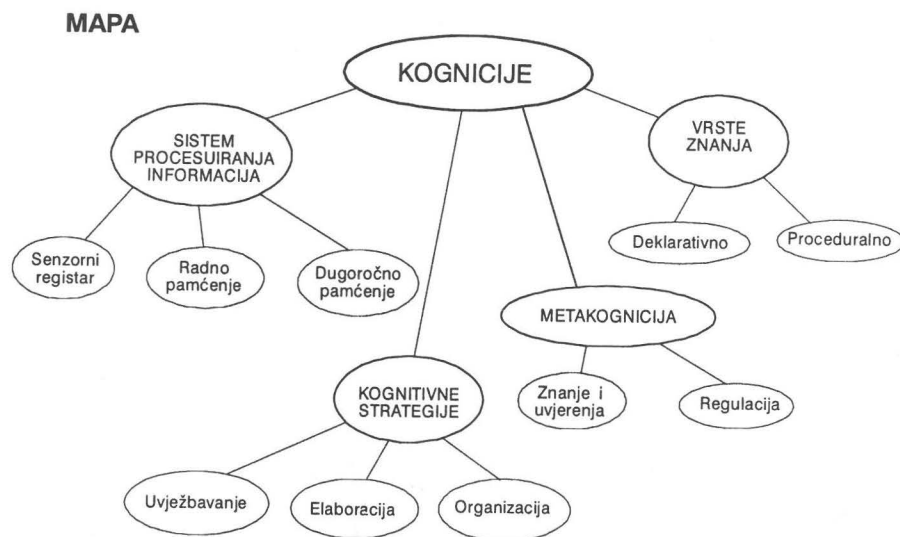 MAPA
KOGNICIJE
SISTEM
PROCESUIRANJA
INFORMACIJA
VRSTE
ZNANJA
Senzorni
registar
Radno
pamćenje
Dugoročno
pamćenje
Deklarativno
Proceduralno
METAKOGNICIJA
KOGNITIVNE
STRATEGIJE
Znanje i
uvjerenja
Regulacija
Uvježbavanje
Elaboracija
Organizacija